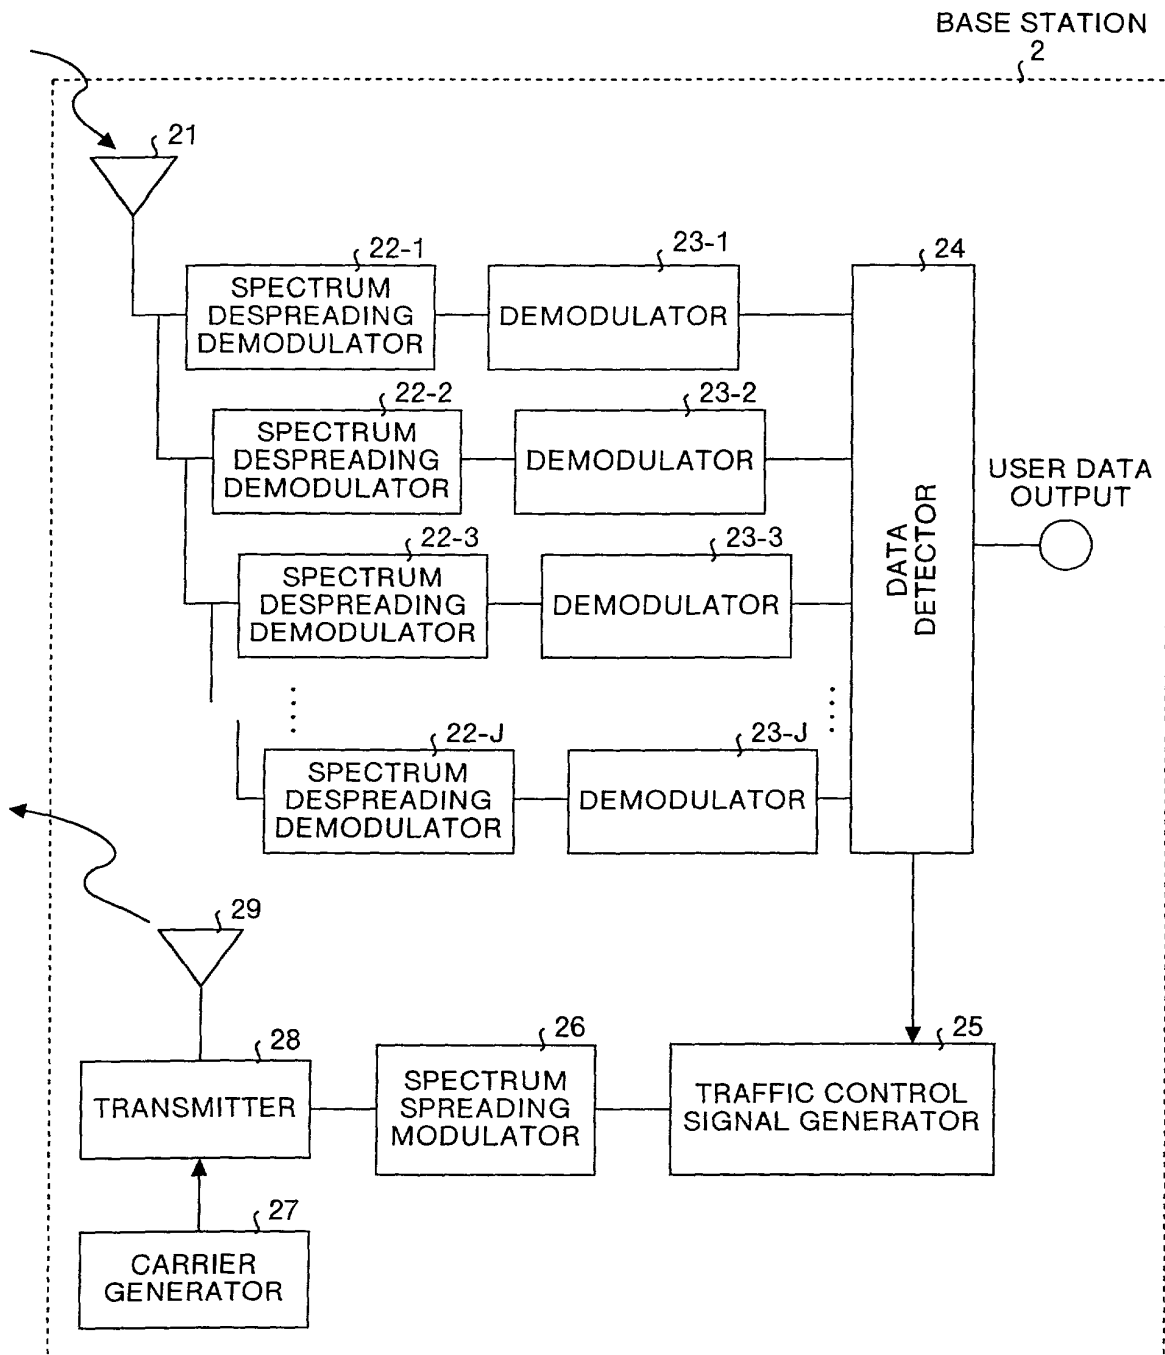 BASE STATION
2
21
22-1
SPECTRUM
DESPREADING
DEMODULATOR
23-1
DEMODULATOR
24
DATA
DETECTOR
22-2
SPECTRUM
DESPREADING
DEMODULATOR
23-2
DEMODULATOR
USER DATA
OUTPUT
22-3
SPECTRUM
DESPREADING
DEMODULATOR
23-3
DEMODULATOR
22-J
SPECTRUM
DESPREADING
DEMODULATOR
23-J
DEMODULATOR
29
28
TRANSMITTER
26
SPECTRUM
SPREADING
MODULATOR
25
TRAFFIC CONTROL
SIGNAL GENERATOR
27
CARRIER
GENERATOR